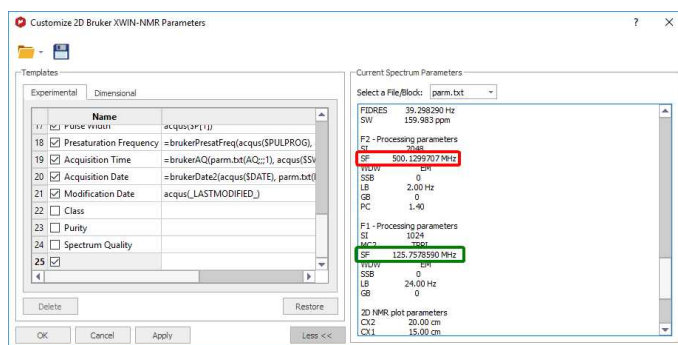 Customize 2D Bruker XWIN-NMR Parameters
? X
Templates
Experimental Dimensional
Name
17 Pulse Width acqus(SP[1])
18 Presaturation Frequency =brukerPresatFreq(acqus($PULPROG),
19 Acquisition Time =brukerAQ(parm.txt(AQ;;;1), acqus($SW
20 Acquisition Date =brukerDate2(acqus($DATE), parm.txt(
21 Modification Date acqus(_LASTMODIFIED_)
22 Class
23 Purity
24 Spectrum Quality
25
Delete Restore
OK Cancel Apply Less <<
Current Spectrum Parameters
Select a File/Block: parm.txt
FIDRES 39.298290 Hz
SW 159.983 ppm
F2 - Processing parameters
SI 2048
SF 500.1299707 MHz
WDW EM
SSB 0
LB 2.00 Hz
GB 0
PC 1.40
F1 - Processing parameters
SI 1024
MC2 TPPI
SF 125.7578590 MHz
WDW EM
SSB 0
LB 24.00 Hz
GB 0
2D NMR plot parameters
CX2 20.00 cm
CX1 15.00 cm